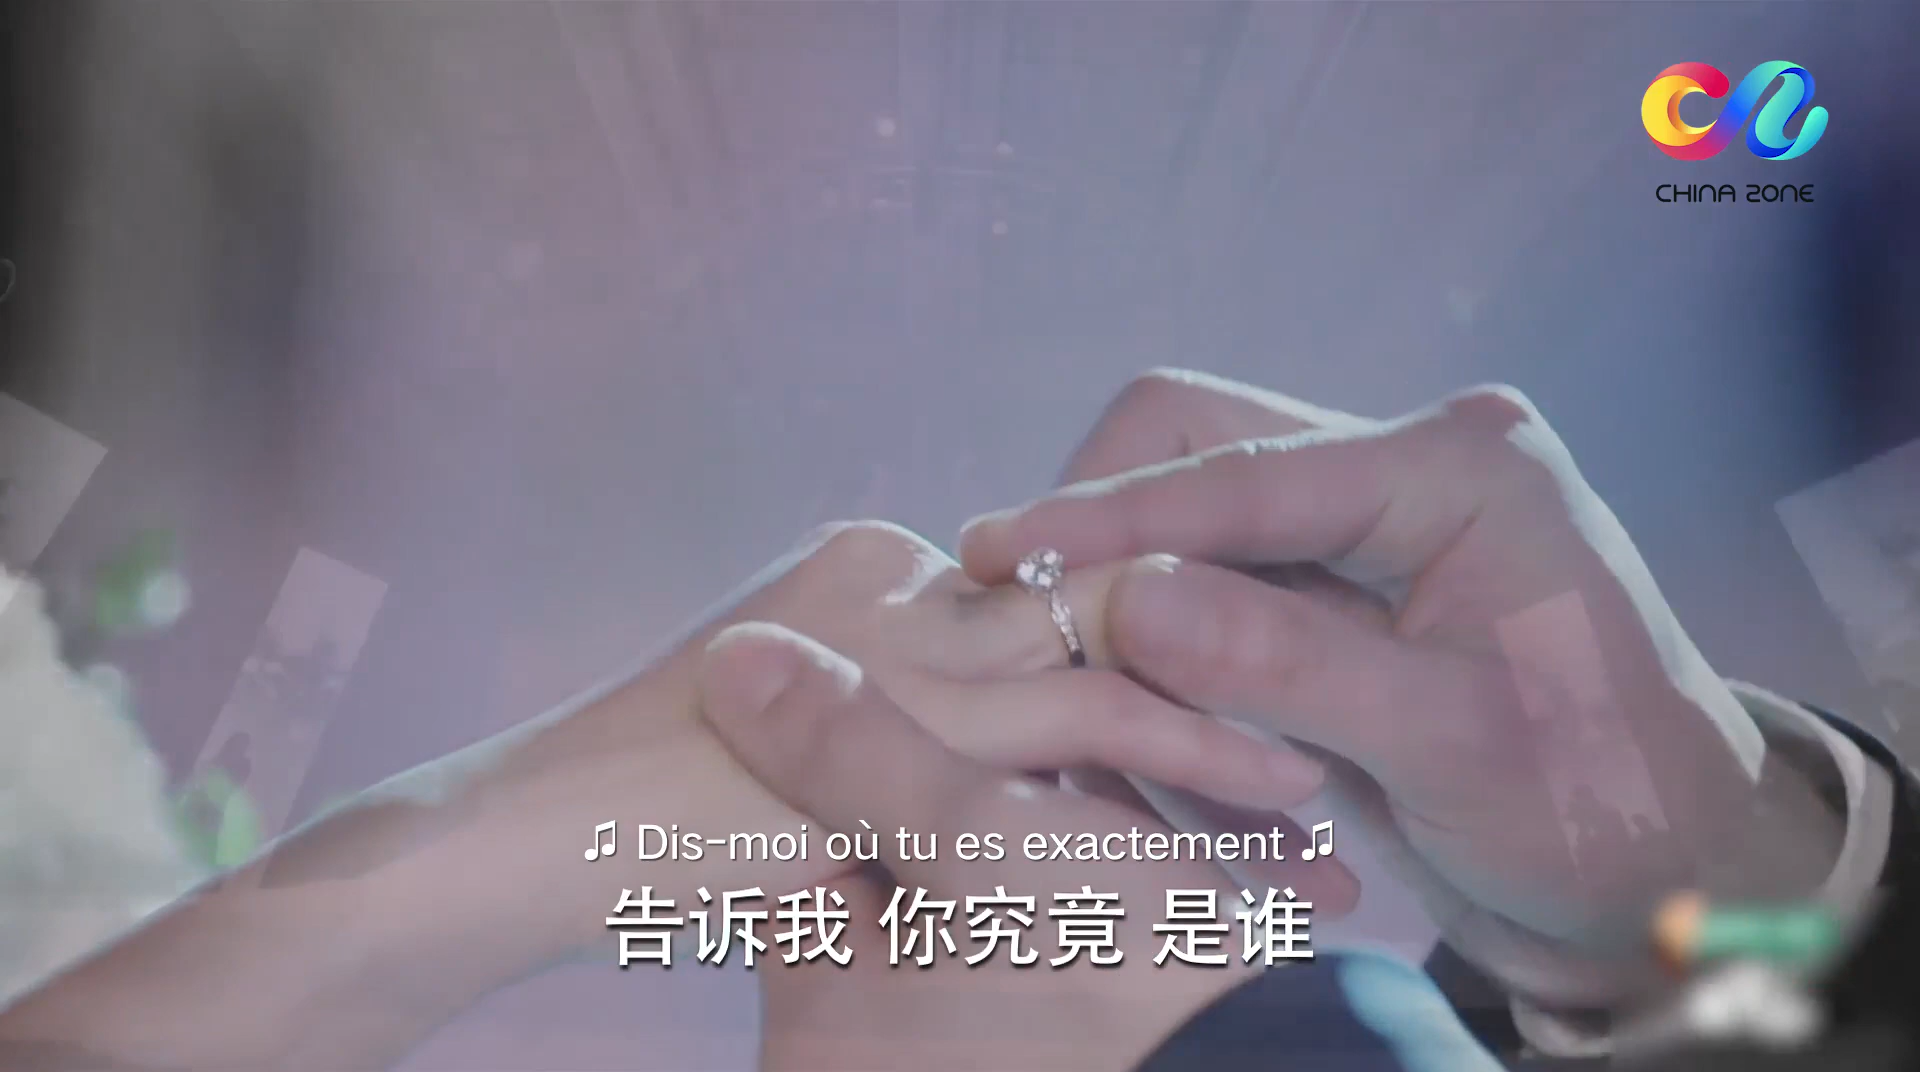 CHINA ZONE
♫ Dis-moi où tu es exactement ♫
告诉我 你究竟 是谁